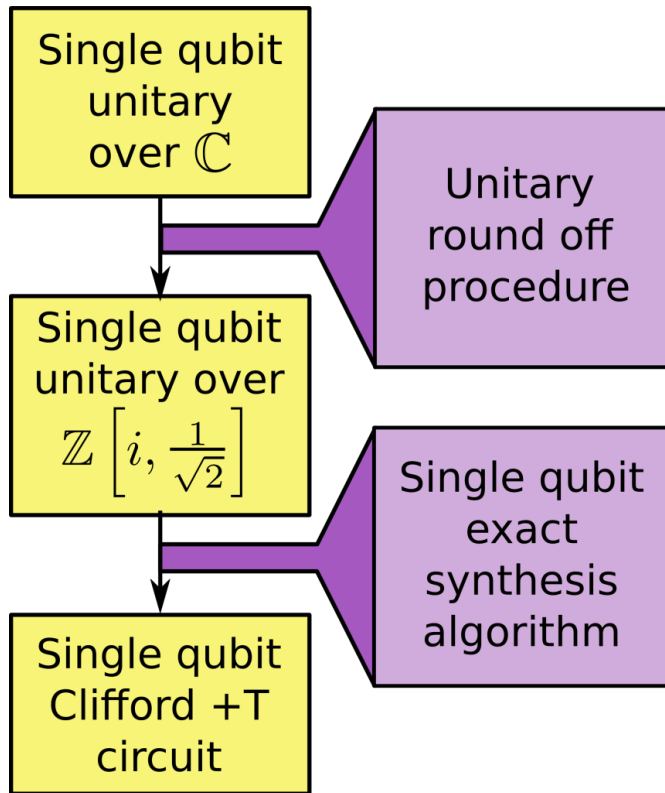 Single qubit
unitary
over ℂ
Unitary
round off
procedure
Single qubit
unitary over
ℤ [i, 1/√2]
Single qubit
exact
synthesis
algorithm
Single qubit
Clifford +T
circuit